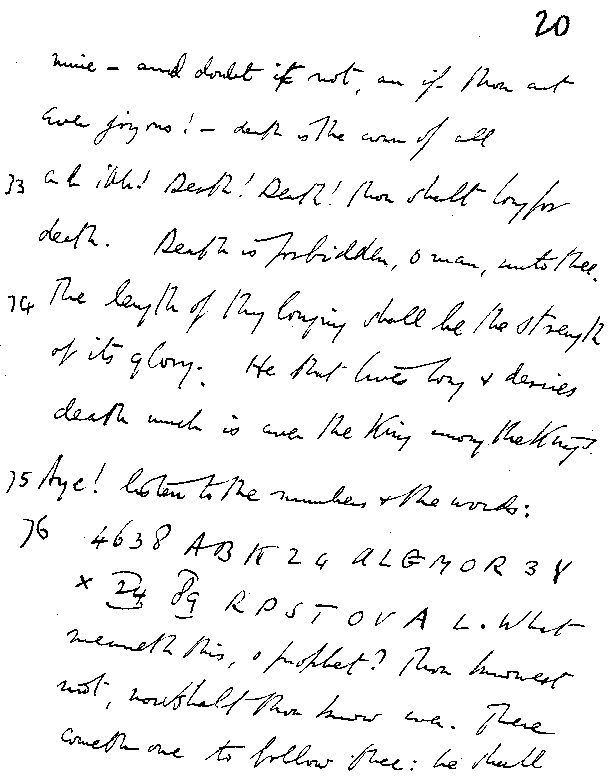 20
mine – and doubt it not, an if thou art
ever joyous! – death is the crown of all
73 ah! ah! Death! Death! thou shalt long for
death. Death is forbidden, o man, unto thee.
74 The length of thy longing shall be the strength
of its glory. He that lives long & desires
death much is ever the King among the Kings.
75 Aye! listen to the numbers & the words:
76 4638 ABK 24 ALGMOR 3Y
x 24 89 RPSTOVAL. What
meaneth this, o prophet? Thou knowest
not, nor shalt thou know ever. There
cometh one to follow thee: he shall